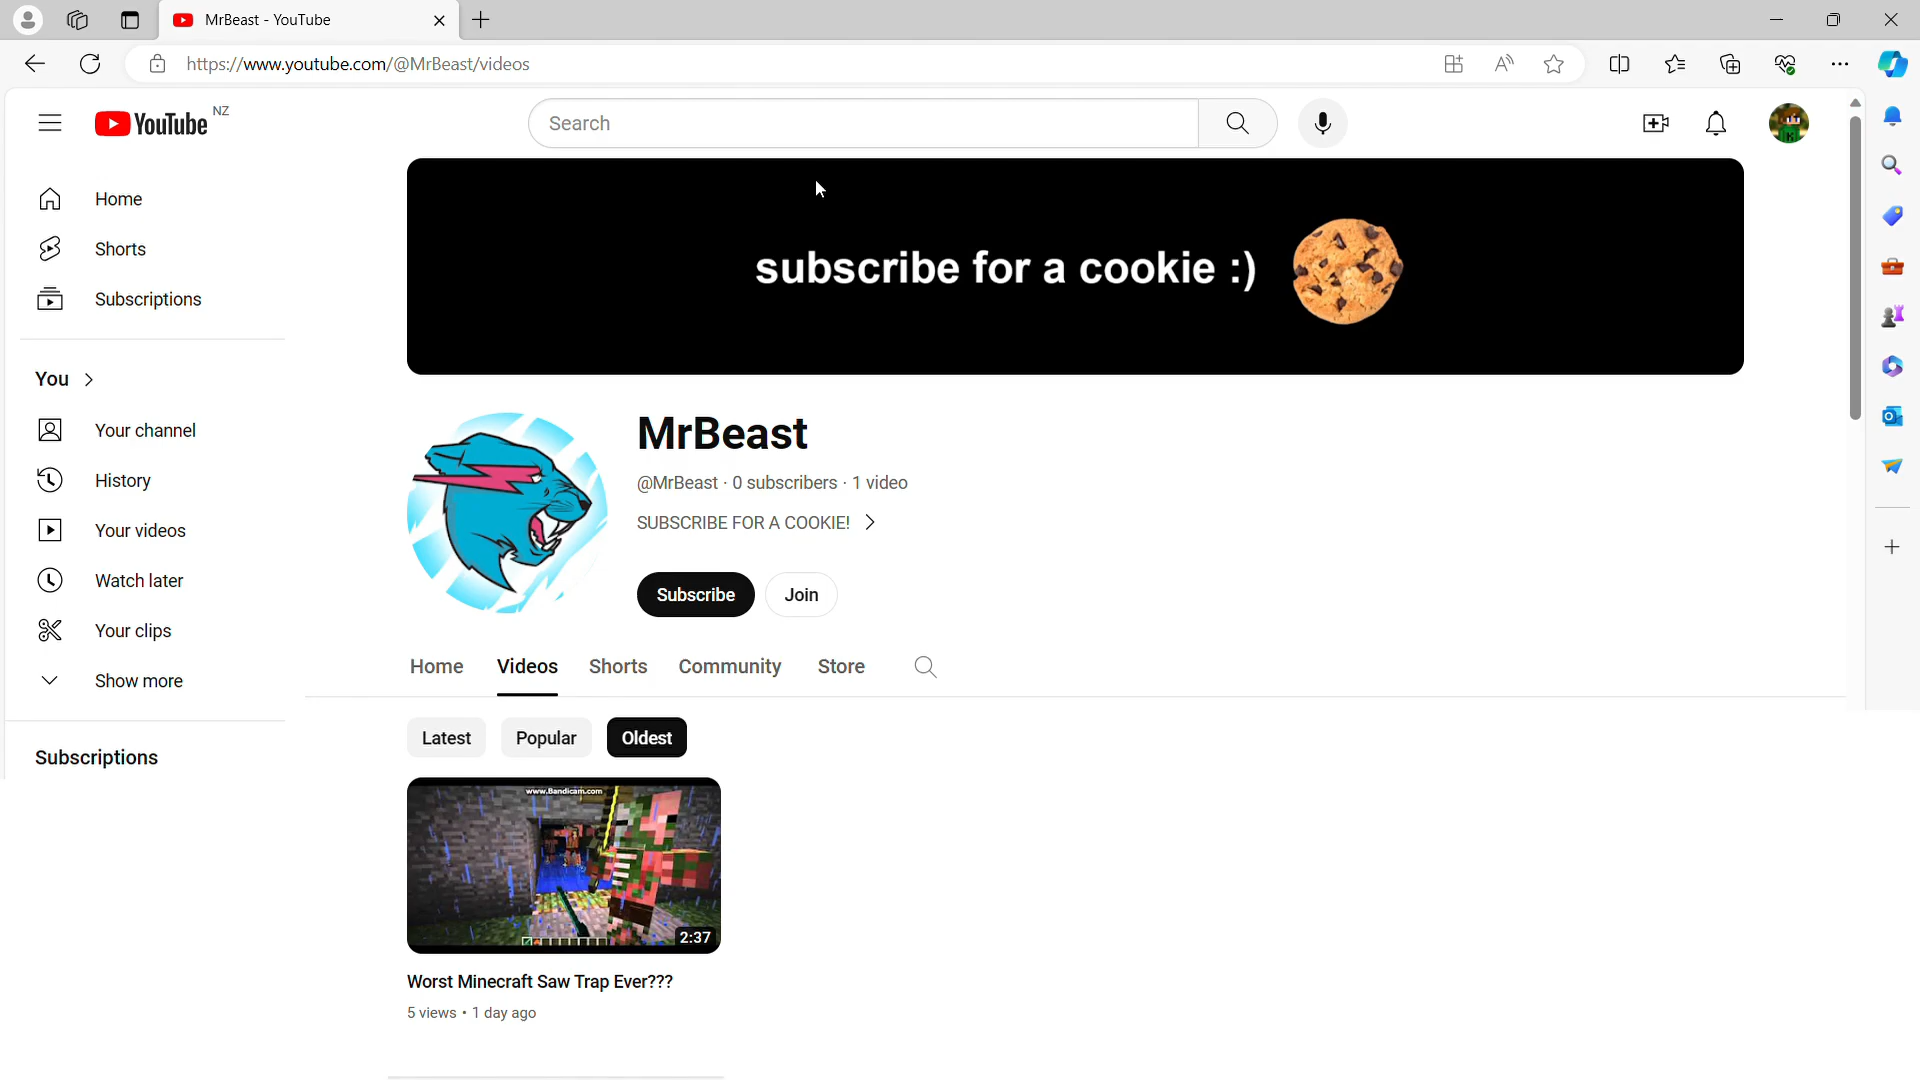 MrBeast - YouTube
https://www.youtube.com/@MrBeast/videos
YouTube NZ
Search
Home
Shorts
Subscriptions
You
Your channel
History
Your videos
Watch later
Your clips
Show more
Subscriptions
subscribe for a cookie :)
MrBeast
@MrBeast · 0 subscribers · 1 video
SUBSCRIBE FOR A COOKIE!
Subscribe Join
Home Videos Shorts Community Store
Latest Popular Oldest
www.Bandicam.com
2:37
Worst Minecraft Saw Trap Ever???
5 views • 1 day ago